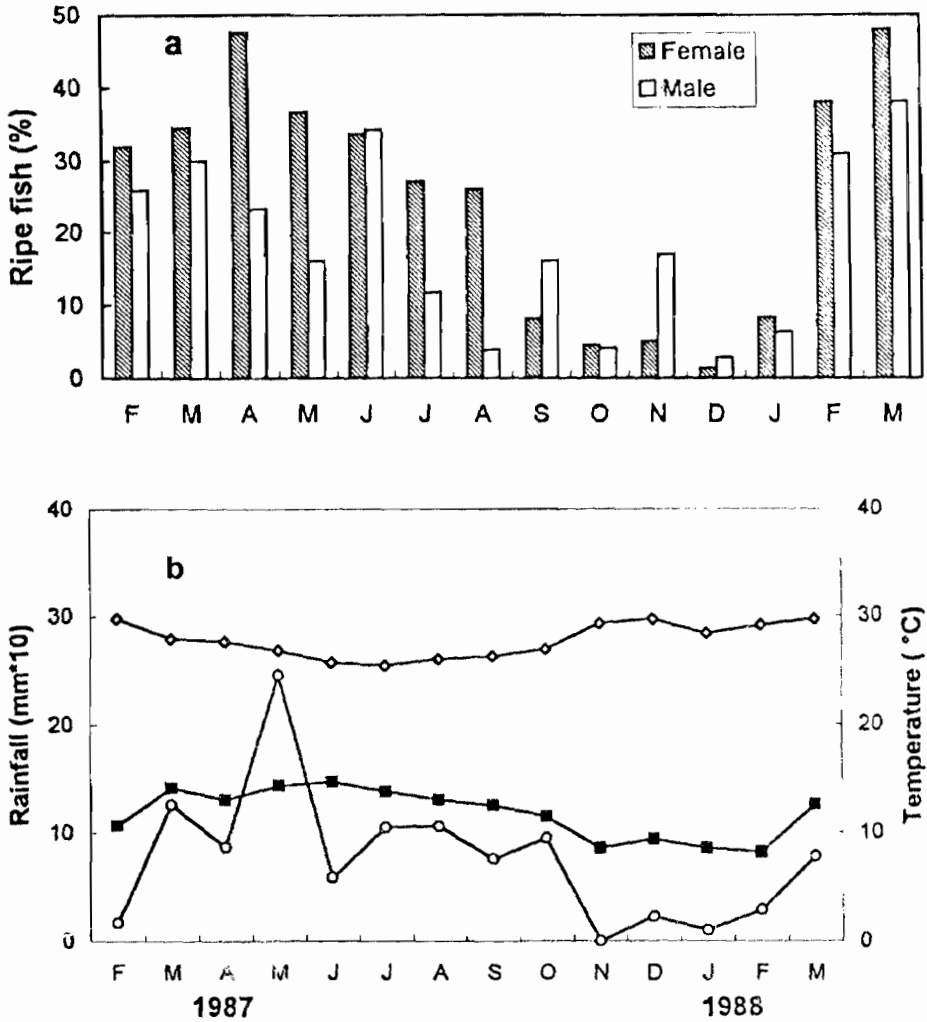 a
Female
Male
50
40
30
20
10
0
Ripe fish (%)
F M A M J J A S O N D J F M
b
40
30
20
10
0
Rainfall (mm*10)
40
30
20
10
0
Temperature ( °C)
F M A M J J A S O N D J F M
1987 1988